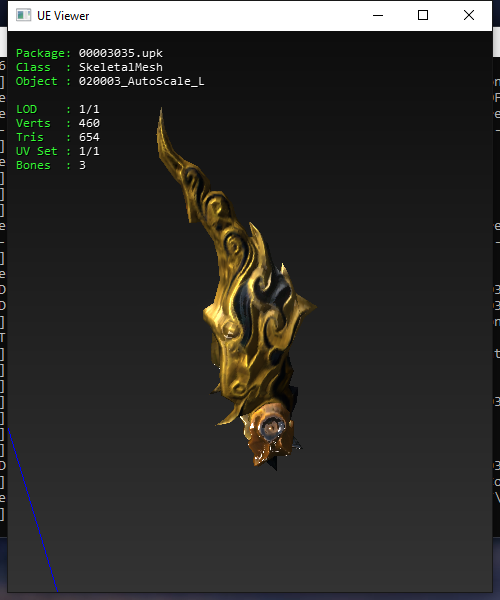 UE Viewer
Package: 00003035.upk
Class : SkeletalMesh
Object : 020003_AutoScale_L
LOD : 1/1
Verts : 460
Tris : 654
UV Set : 1/1
Bones : 3